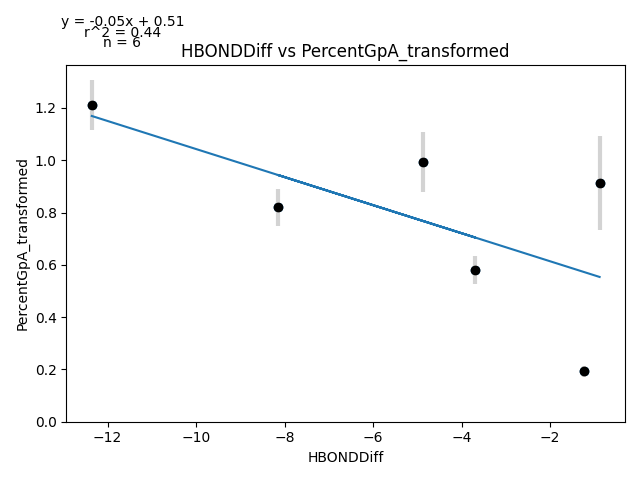 y = -0.05x + 0.51
r^2 = 0.44
n = 6
HBONDDiff vs PercentGpA_transformed
PercentGpA_transformed
1.2
1.0
0.8
0.6
0.4
0.2
0.0
−12
−10
−8
−6
−4
−2
HBONDDiff